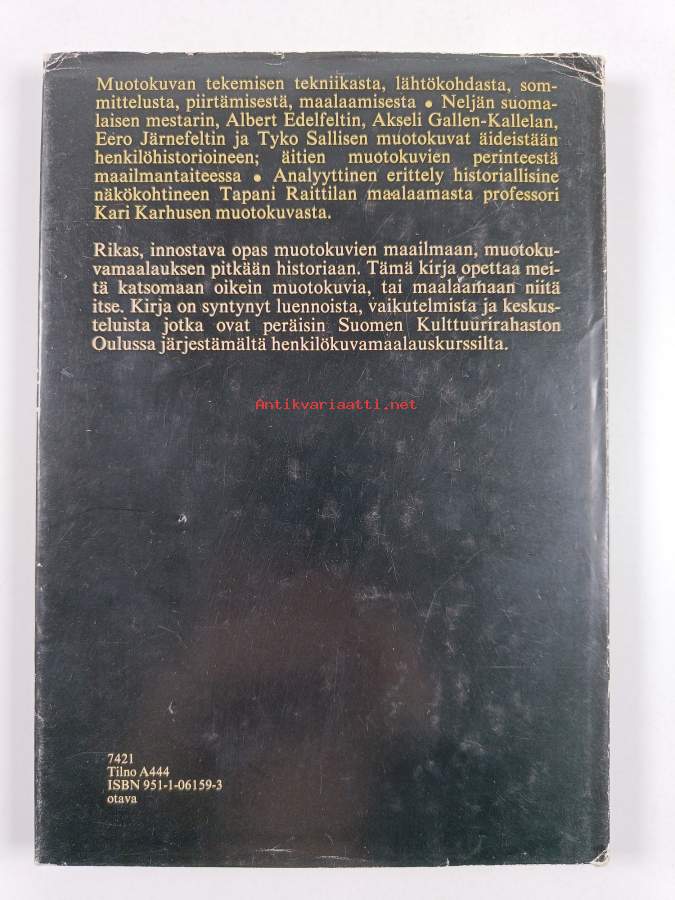 Muotokuvan tekemisen tekniikasta, lähtökohdasta, som-
mittelusta, piirtämisestä, maalaamisesta • Neljän suoma-
laisen mestarin, Albert Edelfeltin, Akseli Gallen-Kallelan,
Eero Järnefeltin ja Tyko Sallisen muotokuvat äideistään
henkilöhistorioineen; äitien muotokuvien perinteestä
maailmantaiteessa • Analyyttinen erittely historiallisine
näkökohtineen Tapani Raittilan maalaamasta professori
Kari Karhusen muotokuvasta.
Rikas, innostava opas muotokuvien maailmaan, muotoku-
vamaalauksen pitkään historiaan. Tämä kirja opettaa mei-
tä katsomaan oikein muotokuvia, tai maalaamaan niitä
itse. Kirja on syntynyt luennoista, vaikutelmista ja keskus-
teluista jotka ovat peräisin Suomen Kulttuurirahaston
Oulussa järjestämältä henkilökuvamaalauskurssilta.
Antikvariaatti.net
7421
Tilno A444
ISBN 951-1-06159-3
otava